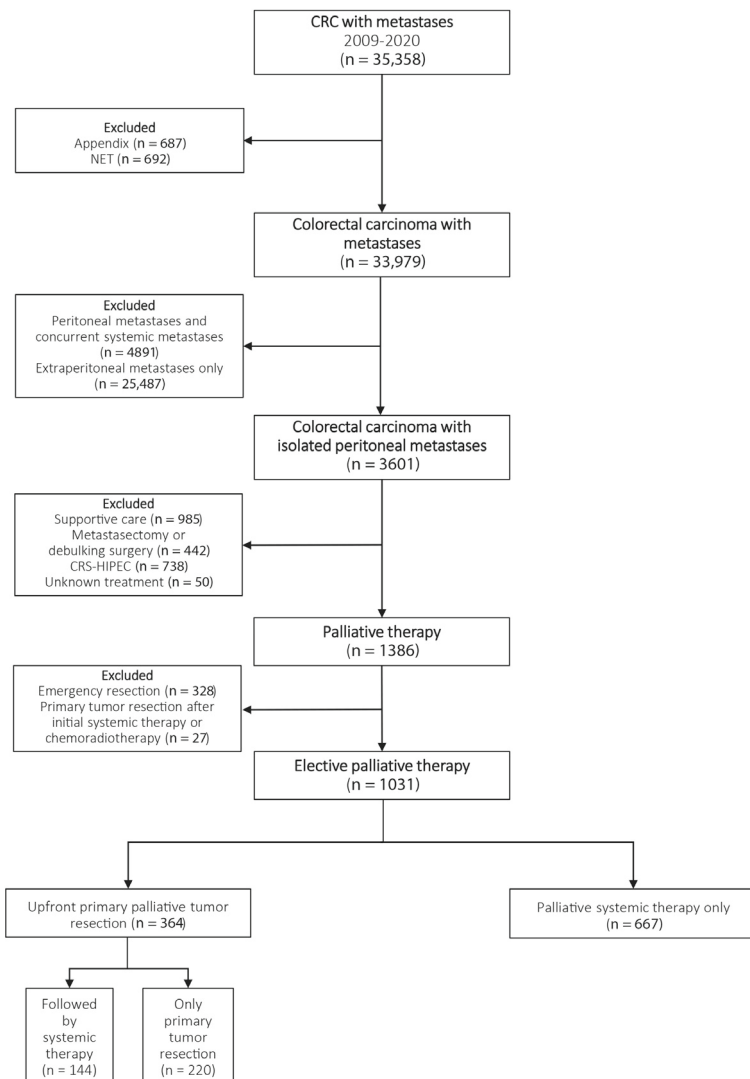 CRC with metastases
2009-2020
(n = 35,358)
Excluded
Appendix (n = 687)
NET (n = 692)
Colorectal carcinoma with
metastases
(n = 33,979)
Excluded
Peritoneal metastases and
concurrent systemic metastases
(n = 4891)
Extraperitoneal metastases only
(n = 25,487)
Colorectal carcinoma with
isolated peritoneal metastases
(n = 3601)
Excluded
Supportive care (n = 985)
Metastasectomy or
debulking surgery (n = 442)
CRS-HIPEC (n = 738)
Unknown treatment (n = 50)
Palliative therapy
(n = 1386)
Excluded
Emergency resection (n = 328)
Primary tumor resection after
initial systemic therapy or
chemoradiotherapy (n = 27)
Elective palliative therapy
(n = 1031)
Upfront primary palliative tumor
resection (n = 364)
Palliative systemic therapy only
(n = 667)
Followed
by
systemic
therapy
(n = 144)
Only
primary
tumor
resection
(n = 220)